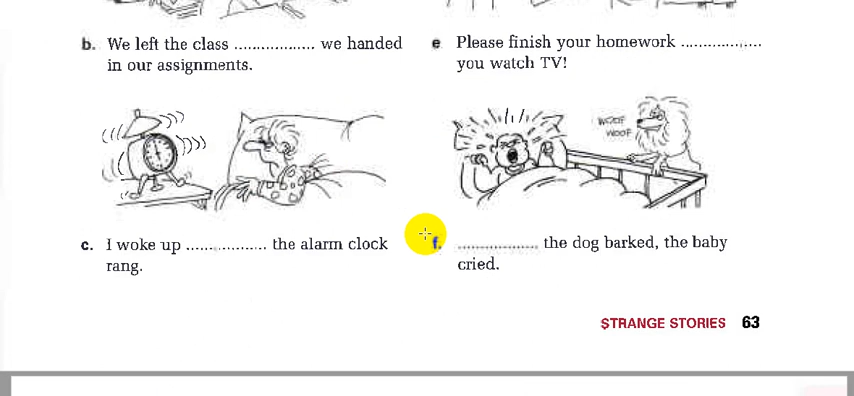 b. We left the class .................. we handed
in our assignments.
e Please finish your homework ..................
you watch TV!
WOOF
WOOF
c. I woke up .................. the alarm clock
rang.
f. .................. the dog barked, the baby
cried.
STRANGE STORIES 63